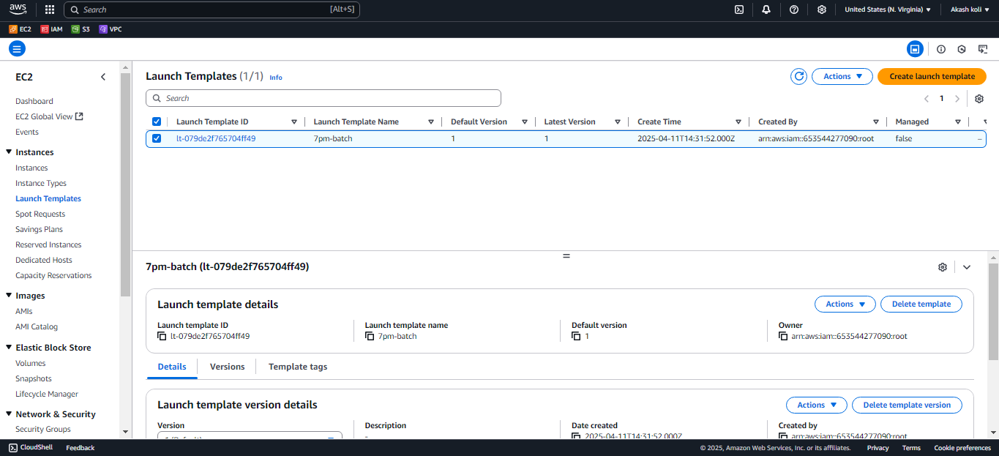 aws Search [Alt+S] United States (N. Virginia) Akash koli
EC2 IAM S3 VPC
EC2
Dashboard
EC2 Global View
Events
Instances
Instances
Instance Types
Launch Templates
Spot Requests
Savings Plans
Reserved Instances
Dedicated Hosts
Capacity Reservations
Images
AMIs
AMI Catalog
Elastic Block Store
Volumes
Snapshots
Lifecycle Manager
Network & Security
Security Groups
Launch Templates (1/1) Info Actions Create launch template
Search 1
Launch Template ID Launch Template Name Default Version Latest Version Create Time Created By Managed
lt-079de2f765704ff49 7pm-batch 1 1 2025-04-11T14:31:52.000Z arn:aws:iam::653544277090:root false –
7pm-batch (lt-079de2f765704ff49)
Launch template details Actions Delete template
Launch template ID Launch template name Default version Owner
lt-079de2f765704ff49 7pm-batch 1 arn:aws:iam::653544277090:root
Details Versions Template tags
Launch template version details Actions Delete template version
Version Description Date created Created by
1 (Default) - 2025-04-11T14:31:52.000Z arn:aws:iam::653544277090:root
CloudShell Feedback © 2025, Amazon Web Services, Inc. or its affiliates. Privacy Terms Cookie preferences